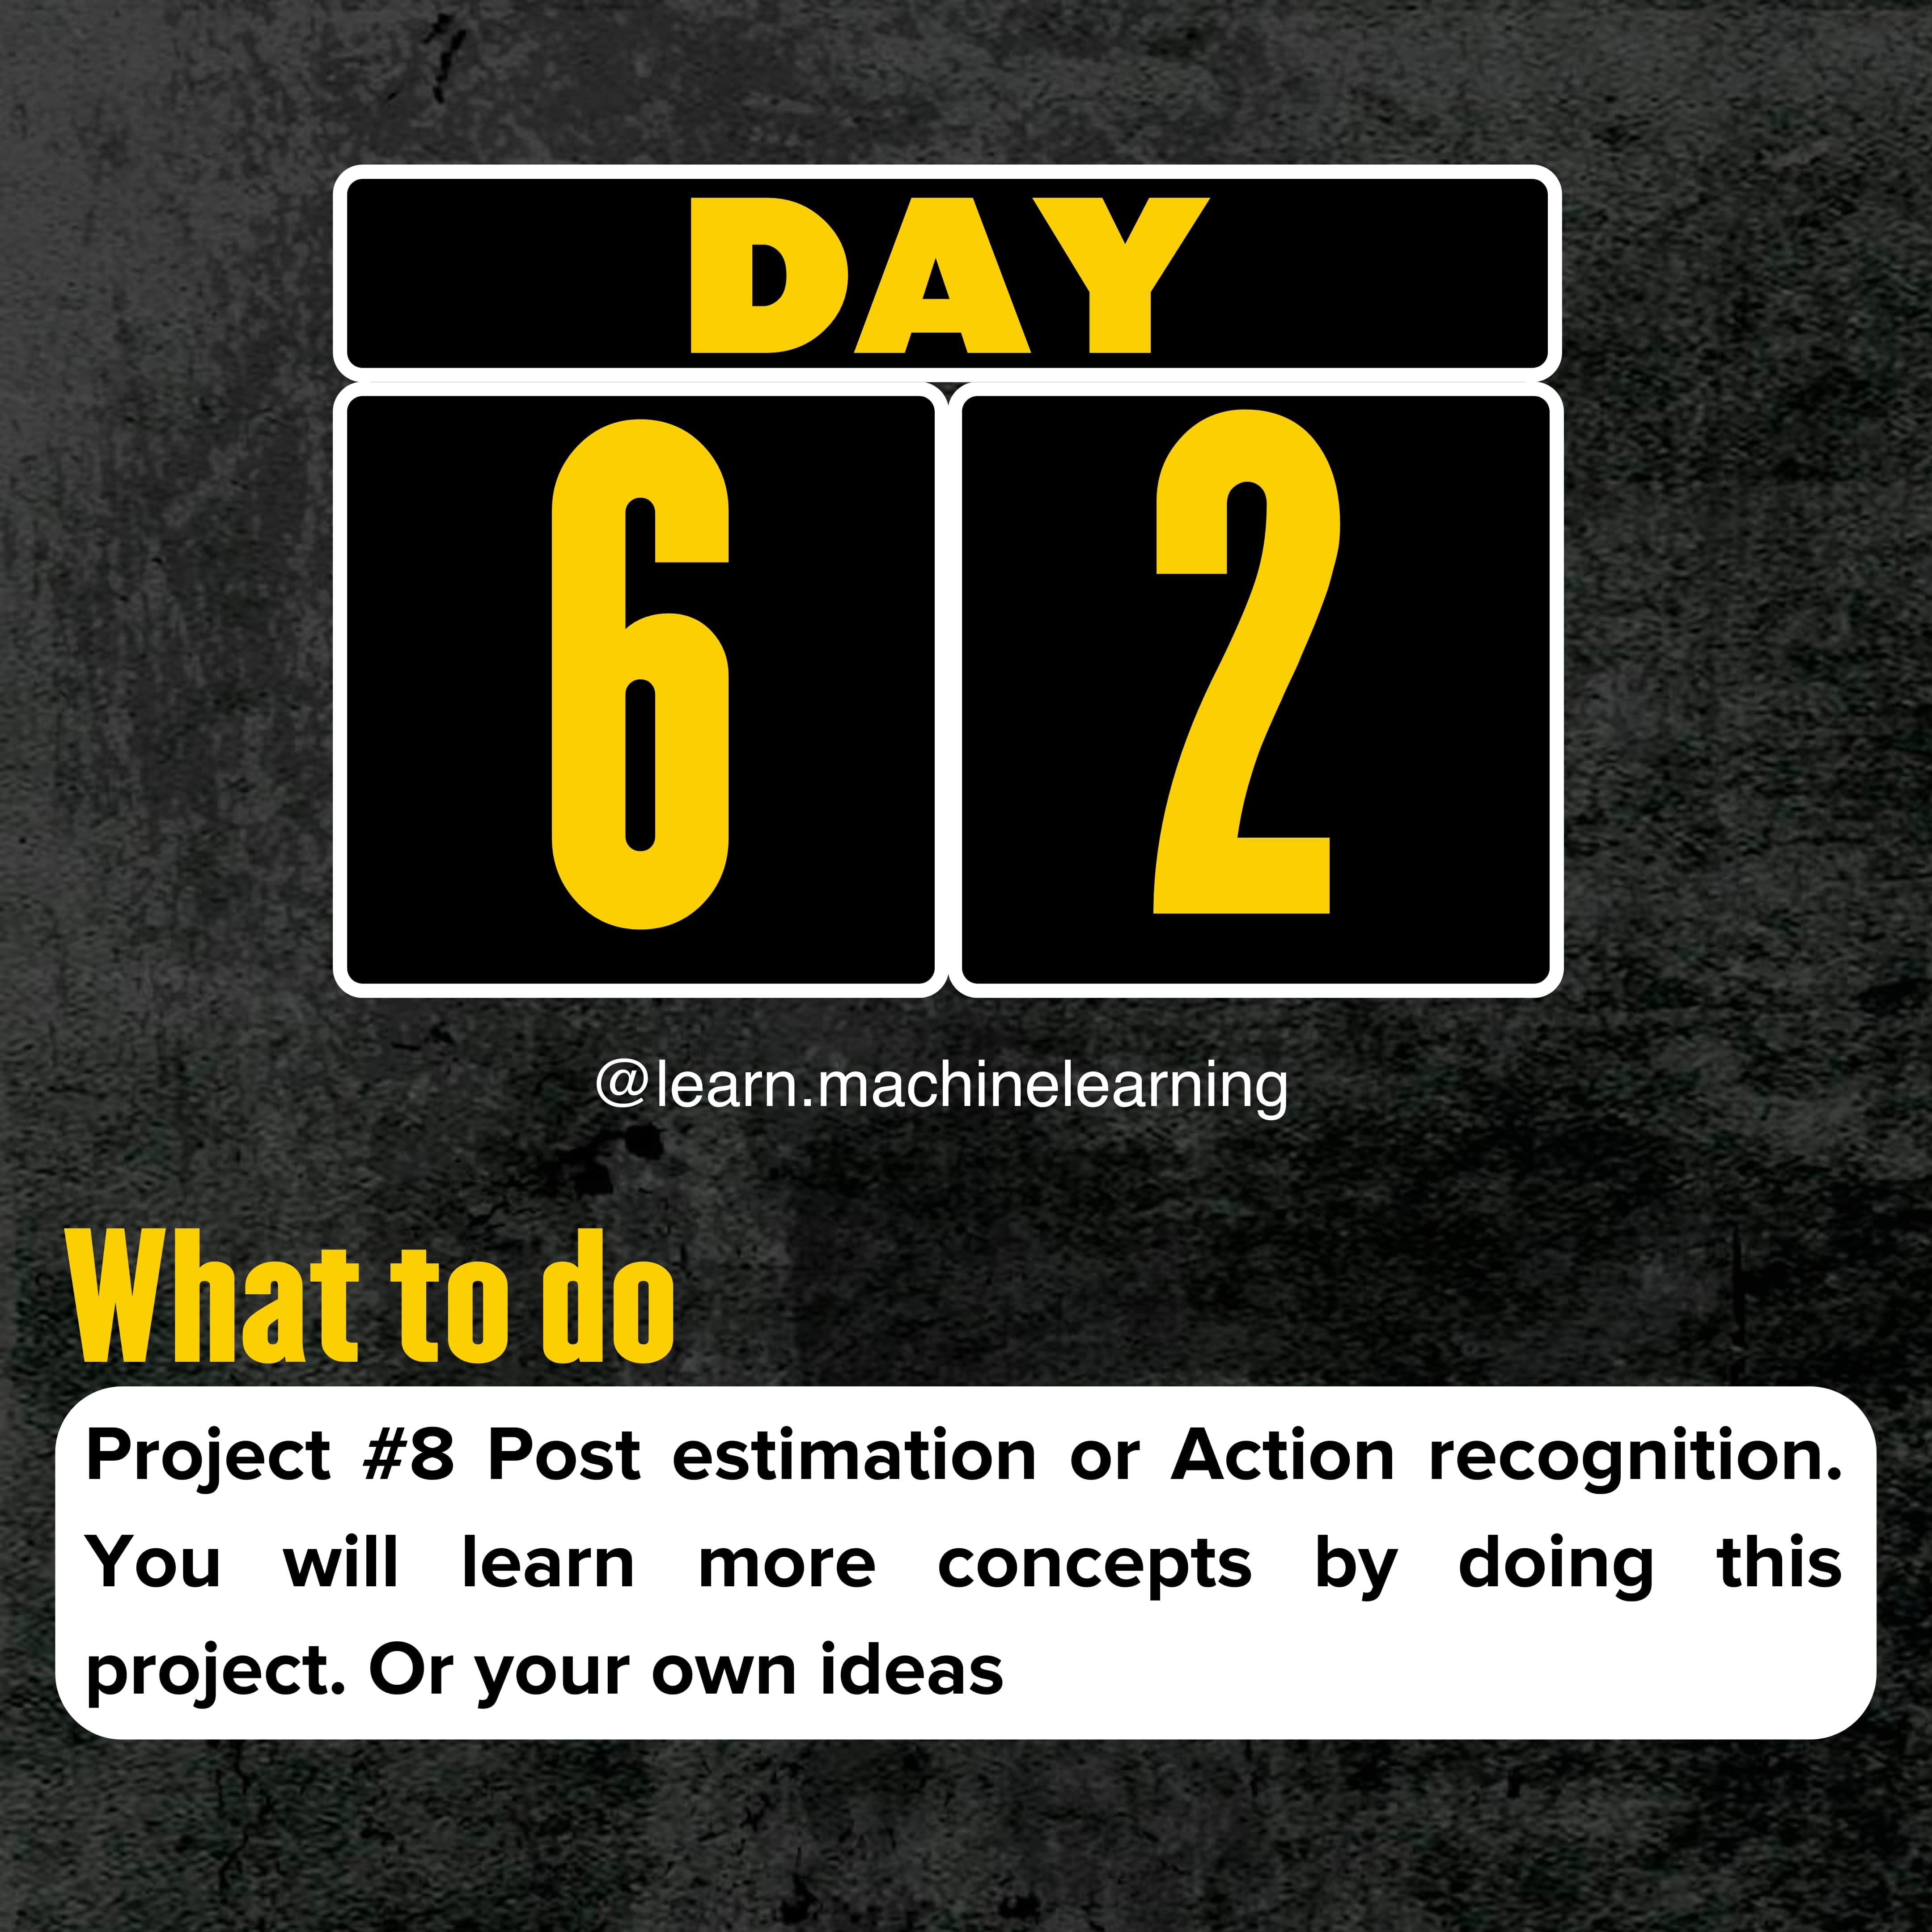 DAY
6 2
@learn.machinelearning
What to do
Project #8 Post estimation or Action recognition.
You will learn more concepts by doing this
project. Or your own ideas